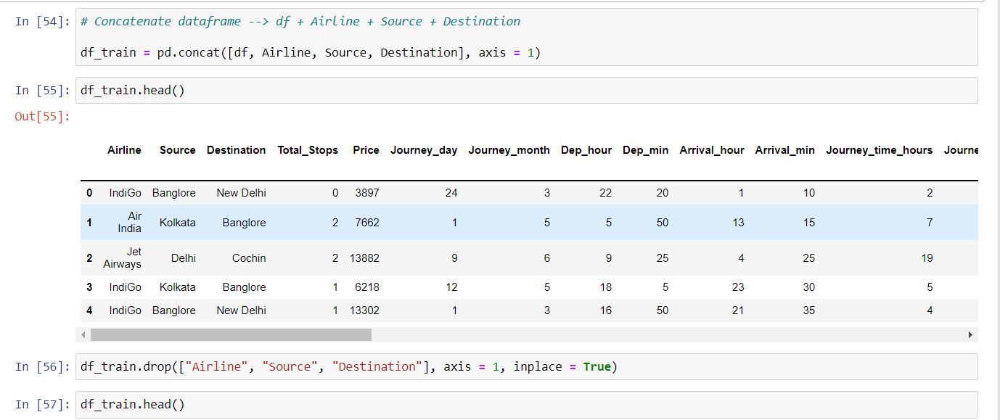 In [54]: # Concatenate dataframe --> df + Airline + Source + Destination
df_train = pd.concat([df, Airline, Source, Destination], axis = 1)
In [55]: df_train.head()
Out[55]:
Airline Source Destination Total_Stops Price Journey_day Journey_month Dep_hour Dep_min Arrival_hour Arrival_min Journey_time_hours Journe
0 IndiGo Banglore New Delhi 0 3897 24 3 22 20 1 10 2
1 Air India Kolkata Banglore 2 7662 1 5 5 50 13 15 7
2 Jet Airways Delhi Cochin 2 13882 9 6 9 25 4 25 19
3 IndiGo Kolkata Banglore 1 6218 12 5 18 5 23 30 5
4 IndiGo Banglore New Delhi 1 13302 1 3 16 50 21 35 4
In [56]: df_train.drop(["Airline", "Source", "Destination"], axis = 1, inplace = True)
In [57]: df_train.head()